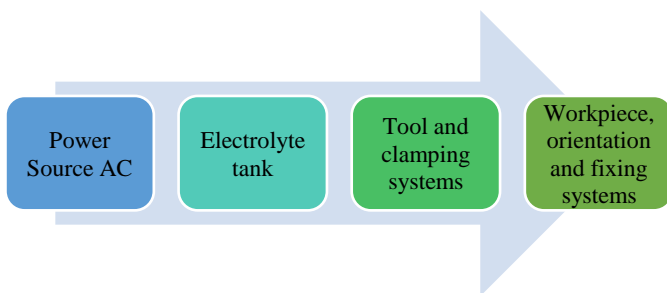 Power
Source AC
Electrolyte
tank
Tool and
clamping
systems
Workpiece,
orientation
and fixing
systems